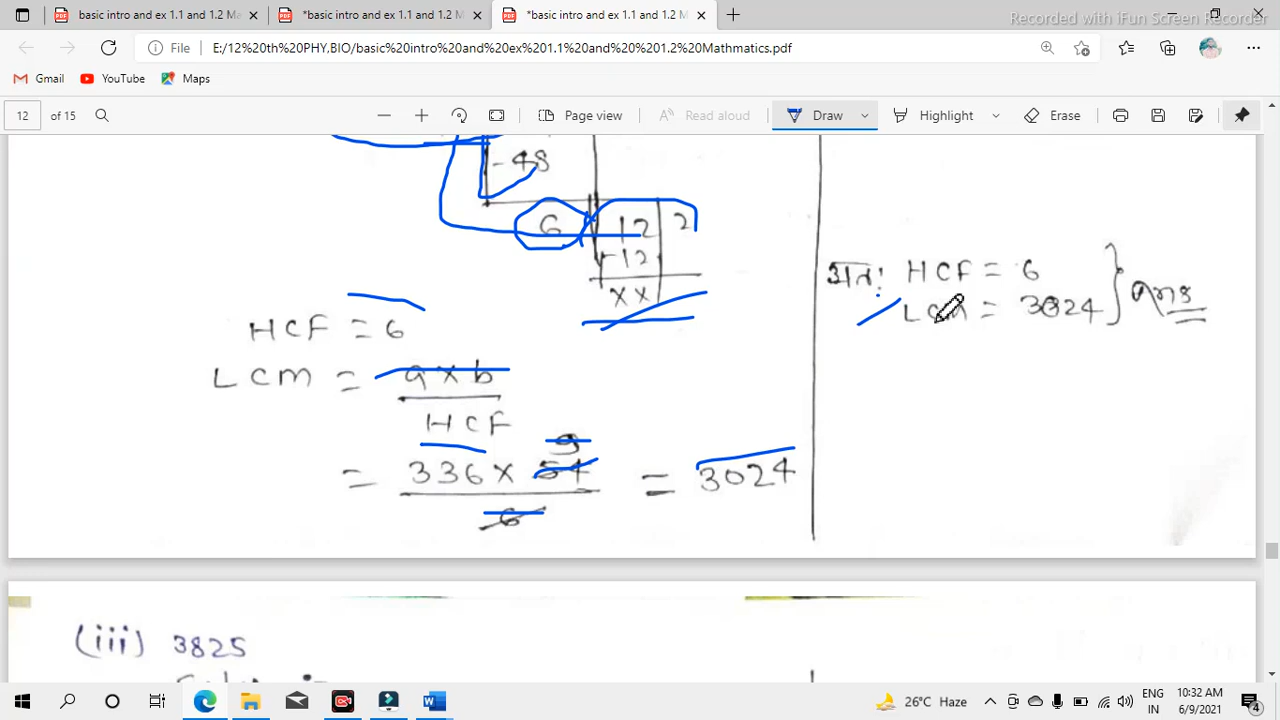 *basic intro and ex 1.1 and 1.2 M
*basic intro and ex 1.1 and 1.2 M
*basic intro and ex 1.1 and 1.2 M
Recorded with iFun Screen Recorder
File
E:/12%20th%20PHY.BIO/basic%20intro%20and%20ex%201.1%20and%20%201.2%20Mathmatics.pdf
Gmail YouTube Maps
12 of 15 Page view Read aloud Draw Highlight Erase
-48
6 12 2
-12
x x
HCF = 6
LCM = a x b
HCF
= 336 x 54 = 3024
9
6
अतः HCF = 6
LCM = 3024 } ans
(iii) 3825
26°C Haze
ENG
IN
10:32 AM
6/9/2021
4